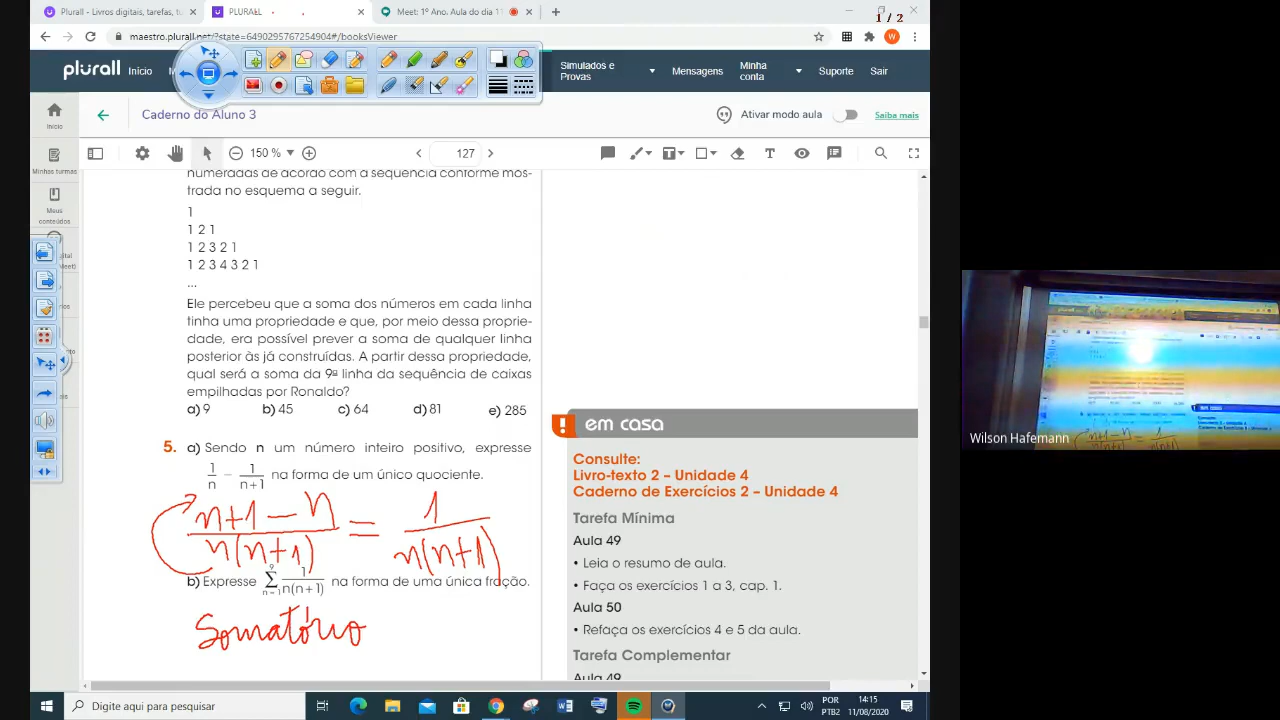 Plurall - Livros digitais, tarefas, tu
PLURALL
Meet: 1º Ano. Aula do dia 1
1 / 2
maestro.plurall.net/?state=6490295767254904#/booksViewer
plurall
Início
Simulados e Provas
Mensagens
Minha conta
Suporte
Sair
Início
Caderno do Aluno 3
Ativar modo aula
Saiba mais
Minhas turmas
150 %
127
Meus conteúdos
numeradas de acordo com a sequência conforme mos-
trada no esquema a seguir.
1
1 2 1
1 2 3 2 1
1 2 3 4 3 2 1
...
Ele percebeu que a soma dos números em cada linha
tinha uma propriedade e que, por meio dessa proprie-
dade, era possível prever a soma de qualquer linha
posterior às já construídas. A partir dessa propriedade,
qual será a soma da 9ª linha da sequência de caixas
empilhadas por Ronaldo?
a) 9 b) 45 c) 64 d) 81 e) 285
5. a) Sendo n um número inteiro positivo, expresse
1/n − 1/(n+1) na forma de um único quociente.
(n+1−n)/(n(n+1)) = 1/(n(n+1))
b) Expresse ∑ 9 n=1 1/(n(n+1)) na forma de uma única fração.
Somatório
! em casa
Consulte:
Livro-texto 2 – Unidade 4
Caderno de Exercícios 2 – Unidade 4
Tarefa Mínima
Aula 49
• Leia o resumo de aula.
• Faça os exercícios 1 a 3, cap. 1.
Aula 50
• Refaça os exercícios 4 e 5 da aula.
Tarefa Complementar
Aula 49
Wilson Hafemann
Digite aqui para pesquisar
POR
PTB2
14:15
11/08/2020